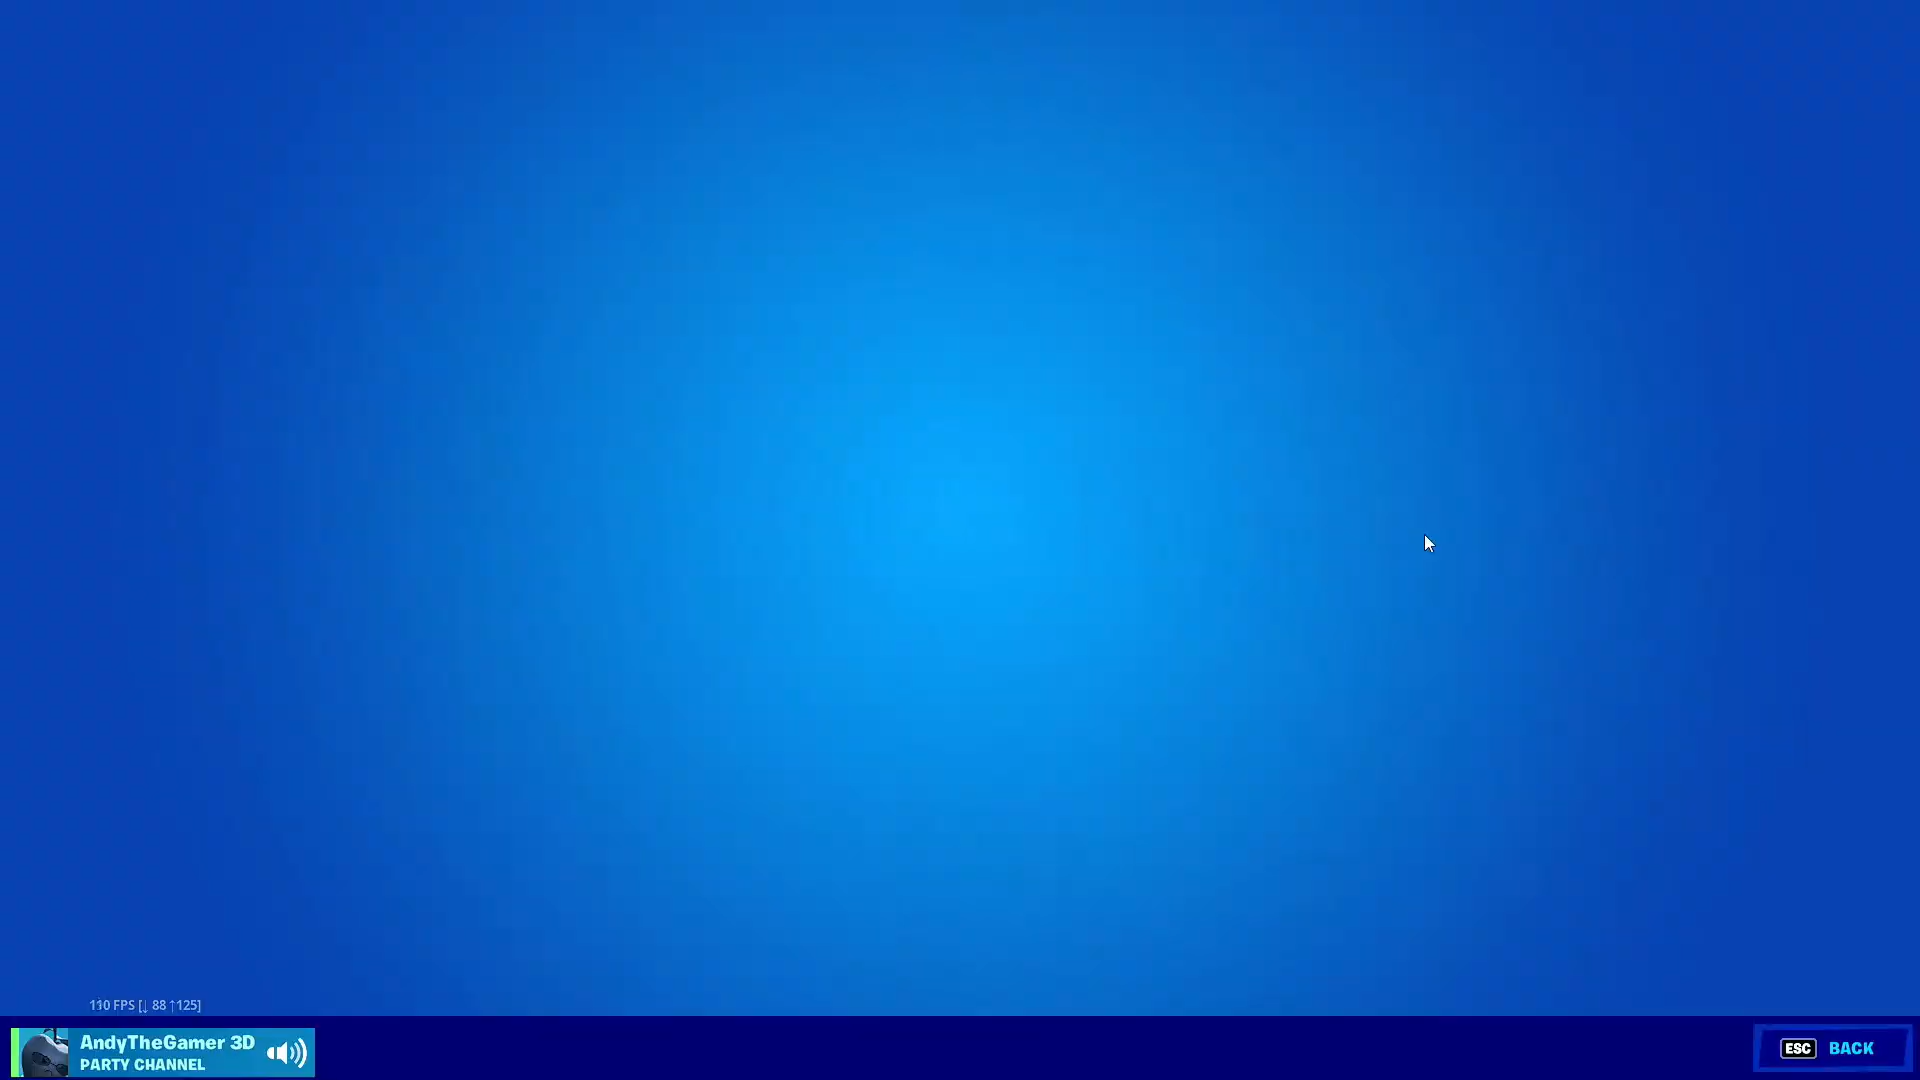 110 FPS [↓ 88 ↑125]
AndyTheGamer 3D
PARTY CHANNEL
ESC BACK